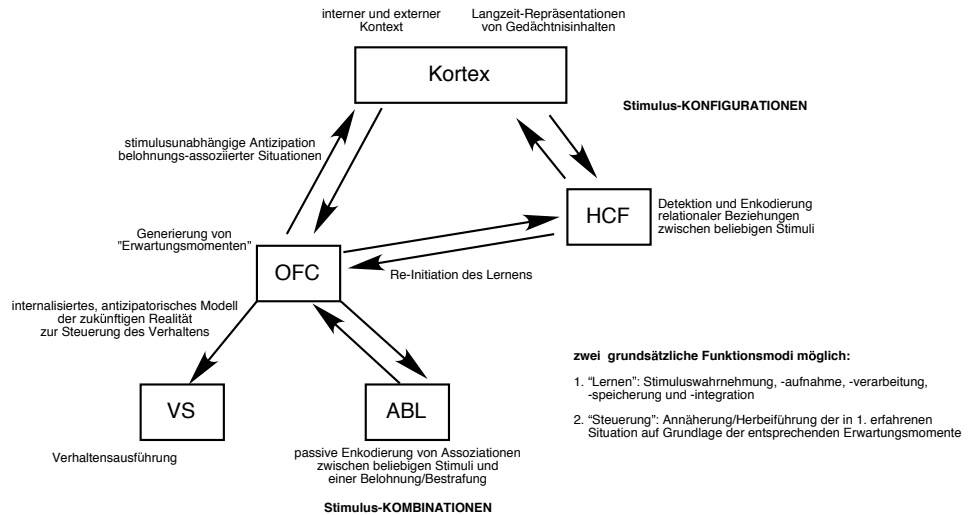 interner und externer
Kontext
Langzeit-Repräsentationen
von Gedächtnisinhalten
Kortex
Stimulus-KONFIGURATIONEN
stimulusunabhängige Antizipation
belohnungs-assoziierter Situationen
HCF
Detektion und Enkodierung
relationaler Beziehungen
zwischen beliebigen Stimuli
Generierung von
"Erwartungsmomenten"
OFC
Re-Initiation des Lernens
internalisiertes, antizipatorisches Modell
der zukünftigen Realität
zur Steuerung des Verhaltens
VS
Verhaltensausführung
ABL
passive Enkodierung von Assoziationen
zwischen beliebigen Stimuli und
einer Belohnung/Bestrafung
Stimulus-KOMBINATIONEN
zwei grundsätzliche Funktionsmodi möglich:
1. “Lernen”: Stimuluswahrnehmung, -aufnahme, -verarbeitung,
-speicherung und -integration
2. “Steuerung”: Annäherung/Herbeiführung der in 1. erfahrenen
Situation auf Grundlage der entsprechenden Erwartungsmomente